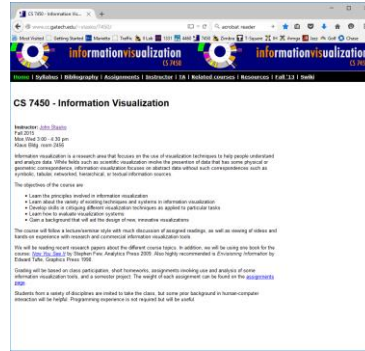 CS 7450 - Information Vis...
gatech.edu
acrobat reader
Most Visited Getting Started
informationvisualization informationvisualization
CS 7450 CS 7450
Home | Syllabus | Bibliography | Assignments | Instructor | TA | Related courses | Resources | Fall '13 | Swiki
CS 7450 - Information Visualization
Instructor: John Stasko
Fall 2015
Mon,Wed 3:00 - 4:30 pm
Klaus Bldg. room 2456
Information visualization is a research area that focuses on the use of visualization techniques to help people understand
and analyze data. While fields such as scientific visualization involve the presention of data that has some physical or
geometric correspondence, information visualization focuses on abstract data without such correspondences such as
symbolic, tabular, networked, hierarchical, or textual information sources.
The objectives of the course are:
Learn the principles involved in information visualization
Learn about the variety of existing techniques and systems in information visualization
Develop skills in critiquing different visualization techniques as applied to particular tasks
Learn how to evaluate visualization systems
Gain a background that will aid the design of new, innovative visualizations
The course will follow a lecture/seminar style with much discussion of assigned readings, as well as viewing of videos and
hands-on experience with research and commercial information visualization tools.
We will be reading recent research papers about the different course topics. In addition, we will be using one book for the
course: Now You See It by Stephen Few, Analytics Press 2009. Also highly recommended is Envisioning Information by
Edward Tufte, Graphics Press 1990.
Grading will be based on class participation, short homeworks, assignments involving use and analysis of some
information visualization tools, and a semester project. The weight of each assignment can be found on the assignments
page.
Students from a variety of disciplines are invited to take the class, but some prior background in human-computer
interaction will be helpful. Programming experience is not required but will be useful.